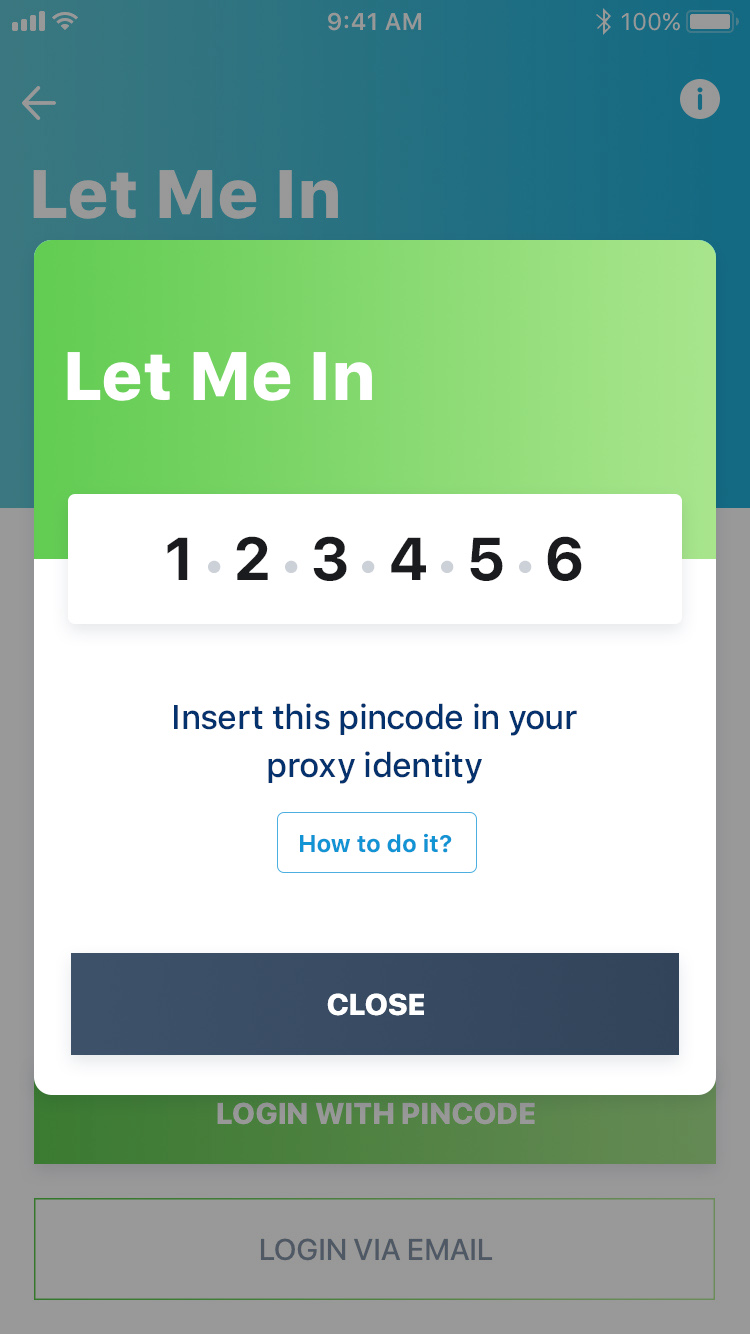 9:41 AM 100%
Let Me In
Let Me In
1 . 2 . 3 . 4 . 5 . 6
Insert this pincode in your
proxy identity
How to do it?
CLOSE
LOGIN WITH PINCODE
LOGIN VIA EMAIL